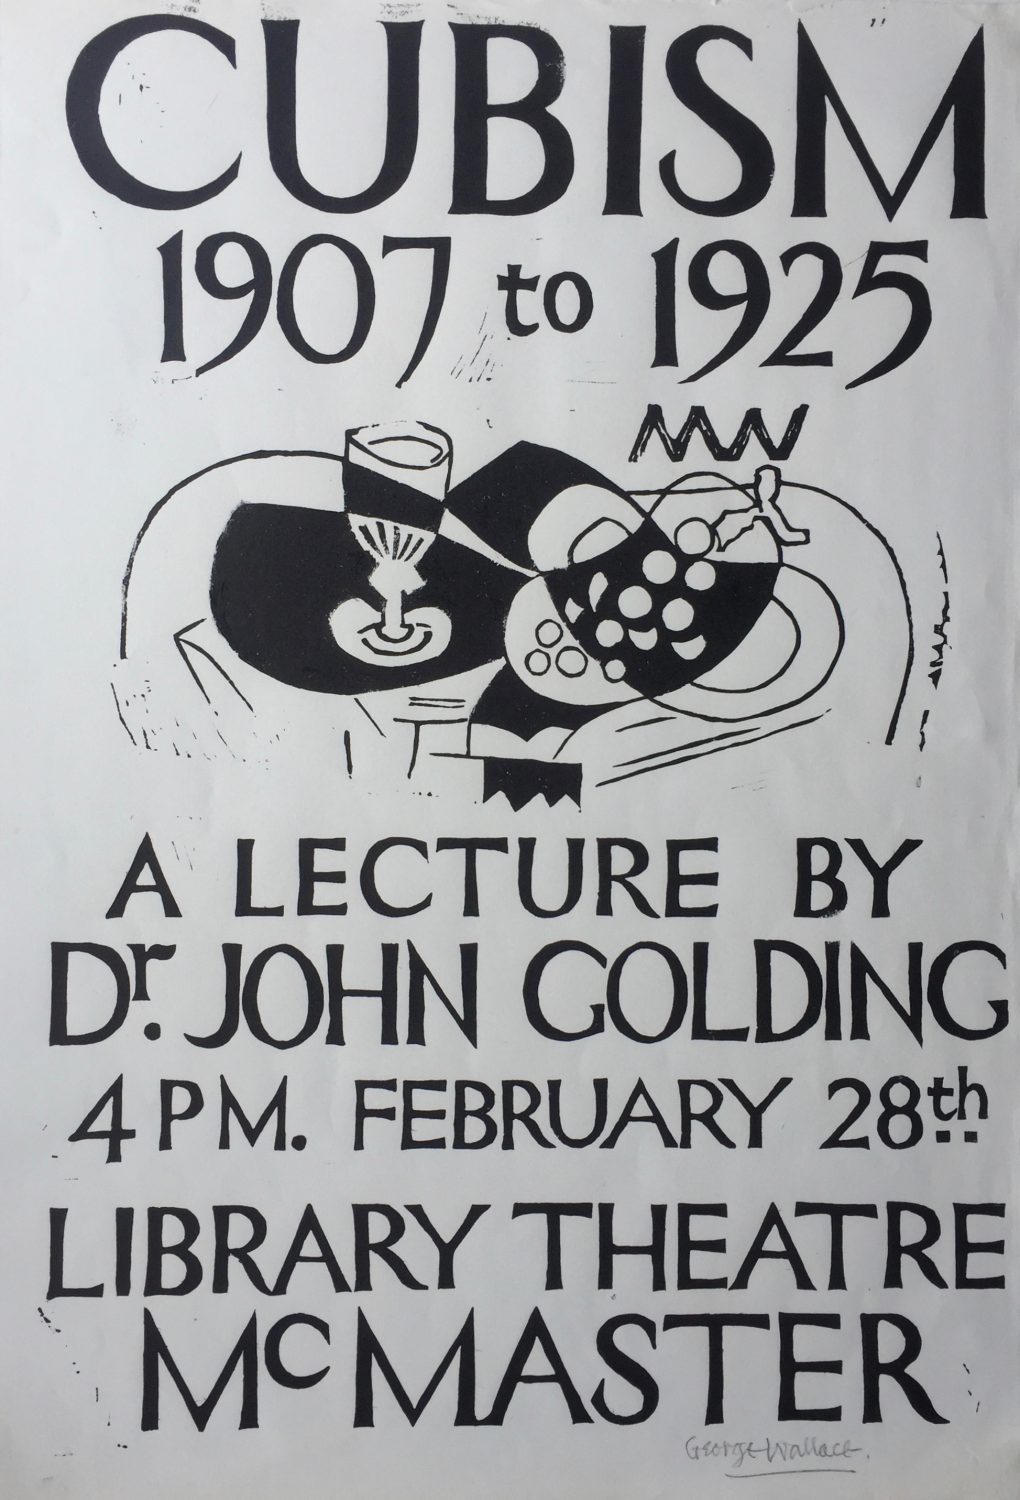 CUBISM
1907 to 1925
A LECTURE BY
Dr. JOHN GOLDING
4 PM. FEBRUARY 28th
LIBRARY THEATRE
McMASTER
George Wallace.